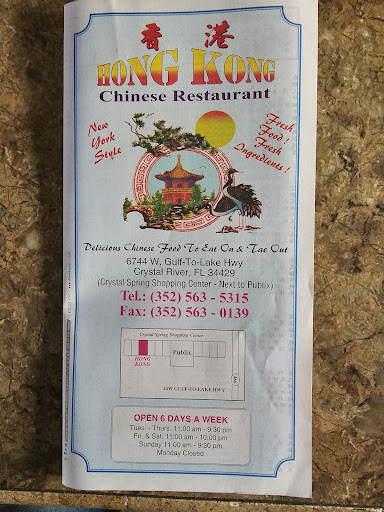 香 港
HONG KONG
Chinese Restaurant
New
York
Style
Fresh
Food !
Fresh
Ingredients !
Delicious Chinese Food To Eat On & Tae Out
6744 W, Gulf-To-Lake Hwy
Crystal River, FL 34429
(Crystal Spring Shopping Center - Next to Publix)
Tel.: (352) 563 - 5315
Fax: (352) 563 - 0139
Crystal Spring Shopping Center
HONG
KONG
Publix
44W GULF-TO-LAKE HWY
OPEN 6 DAYS A WEEK
Tues. - Thurs. 11:00 am - 9:30 pm
Fri. & Sat. 11:00 am - 10:00 pm
Sunday 11:00 am - 9:30 pm
Monday Closed